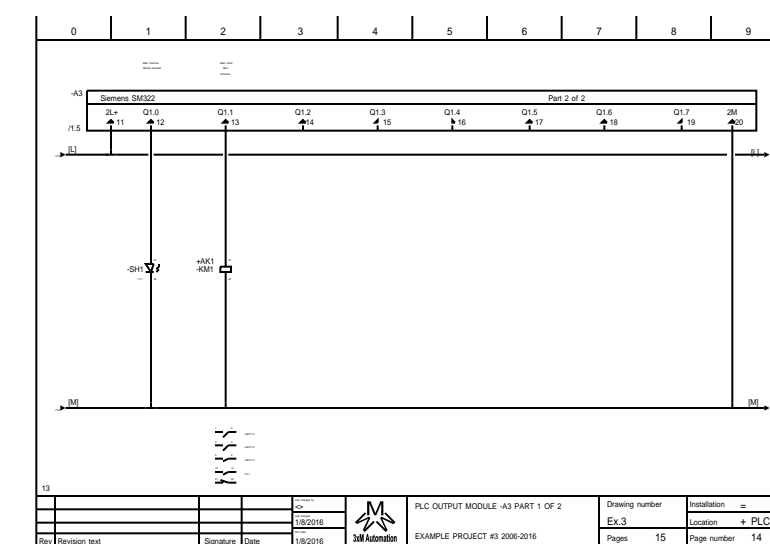 0 1 2 3 4 5 6 7 8 9
-A3 Siemens SM322 Part 2 of 2
2L+ Q1.0 Q1.1 Q1.2 Q1.3 Q1.4 Q1.5 Q1.6 Q1.7 2M
/1.5 11 12 13 14 15 16 17 18 19 20
[L] [L]
+AK1
-SH1 -KM1
[M] [M]
13
PLC OUTPUT MODULE -A3 PART 1 OF 2 Drawing number Installation =
<> 
1/8/2016 Ex.3 Location + PLC
3xM Automation EXAMPLE PROJECT #3 2006-2016
Rev Revision text Signature Date 1/8/2016 Pages 15 Page number 14